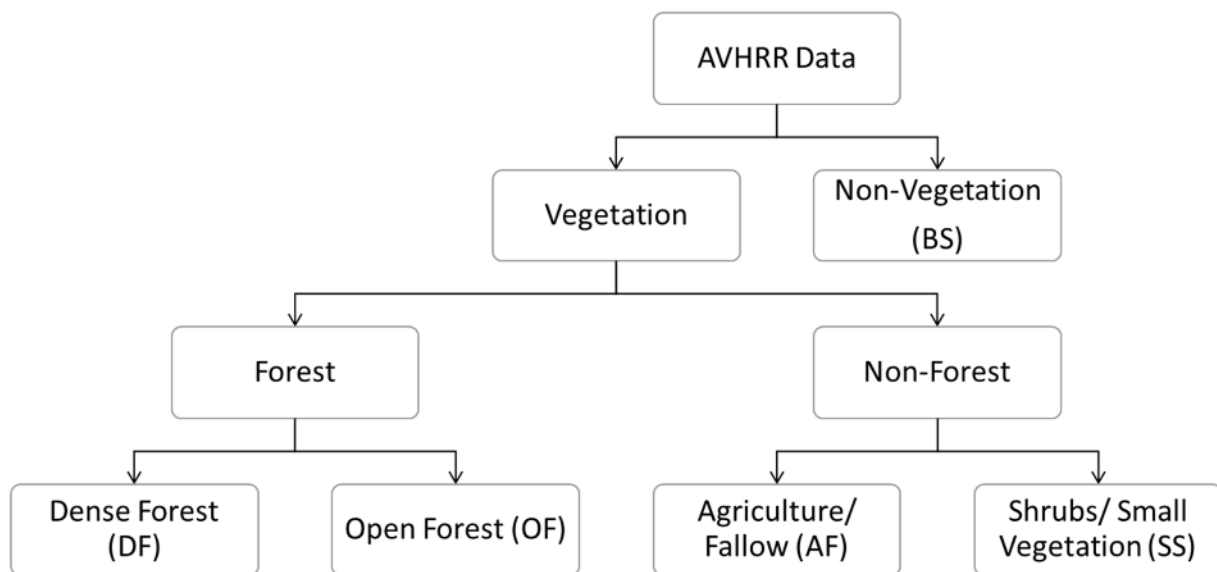 AVHRR Data
Vegetation
Non-Vegetation
(BS)
Forest
Non-Forest
Dense Forest
(DF)
Open Forest (OF)
Agriculture/
Fallow (AF)
Shrubs/ Small
Vegetation (SS)